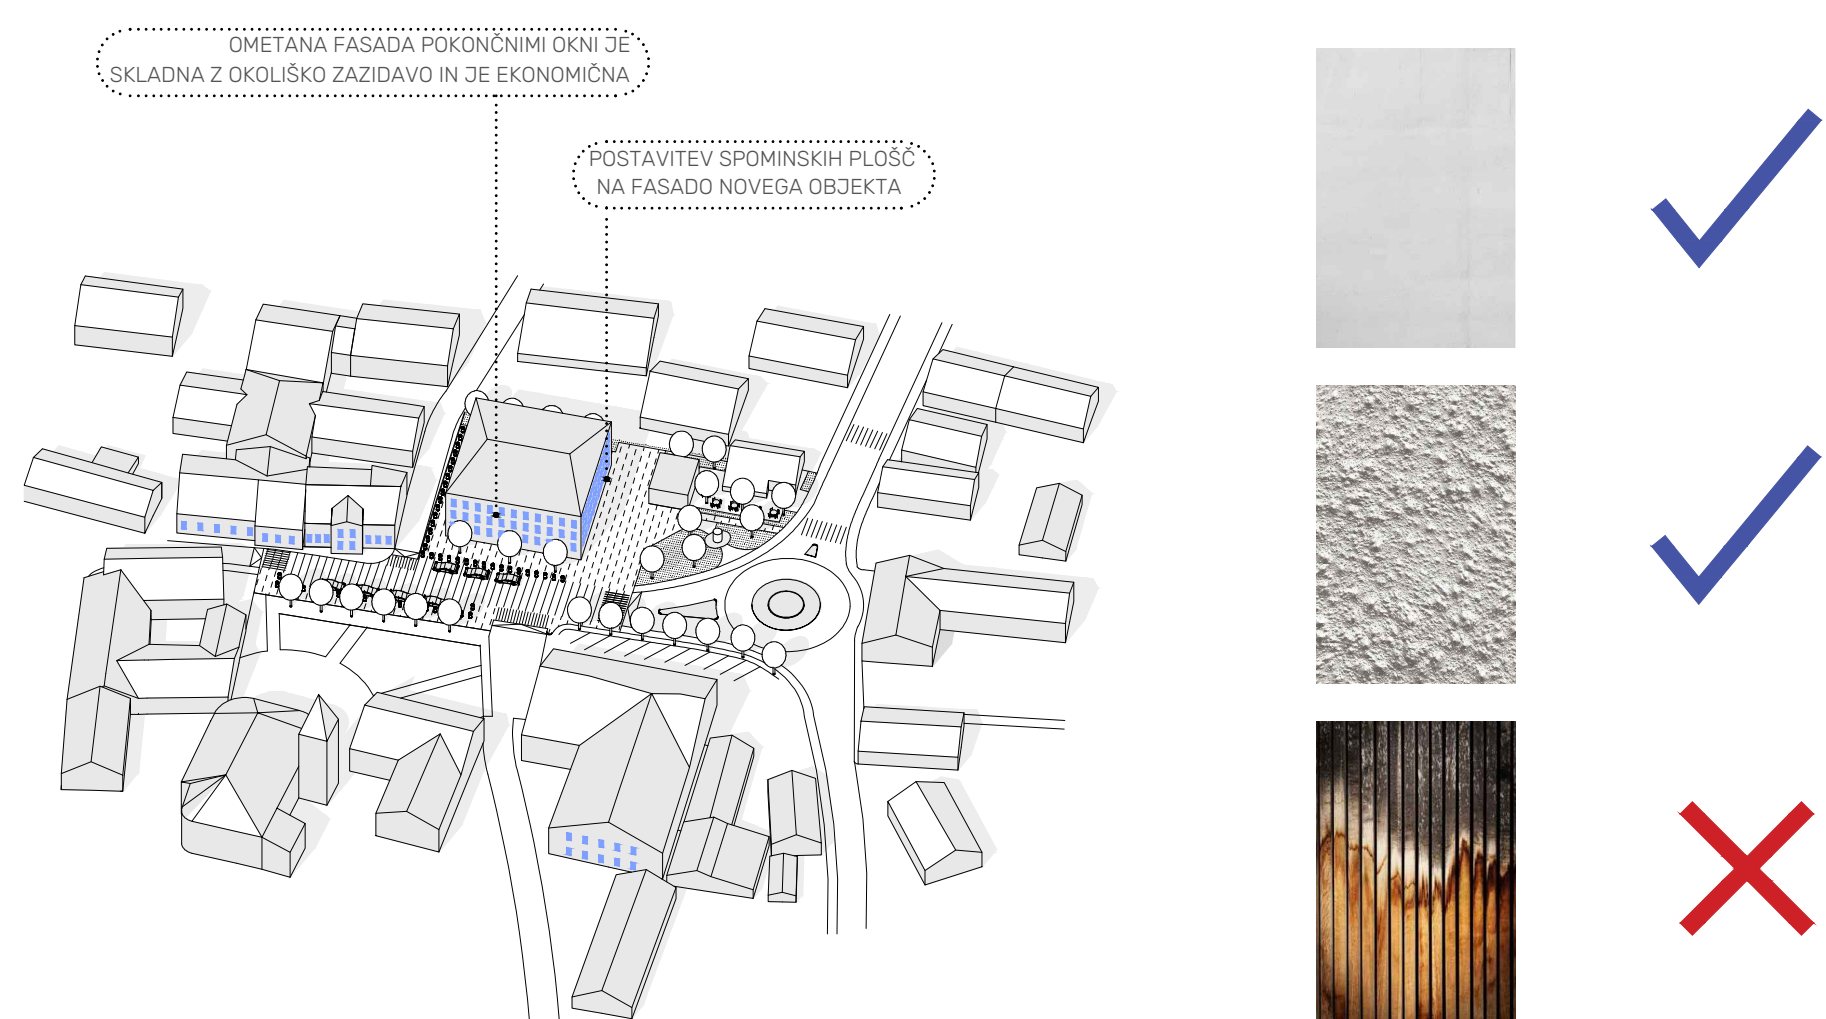 OMETANA FASADA POKONČNIMI OKNI JE
SKLADNA Z OKOLIŠKO ZAZIDAVO IN JE EKONOMIČNA
POSTAVITEV SPOMINSKIH PLOŠČ
NA FASADO NOVEGA OBJEKTA